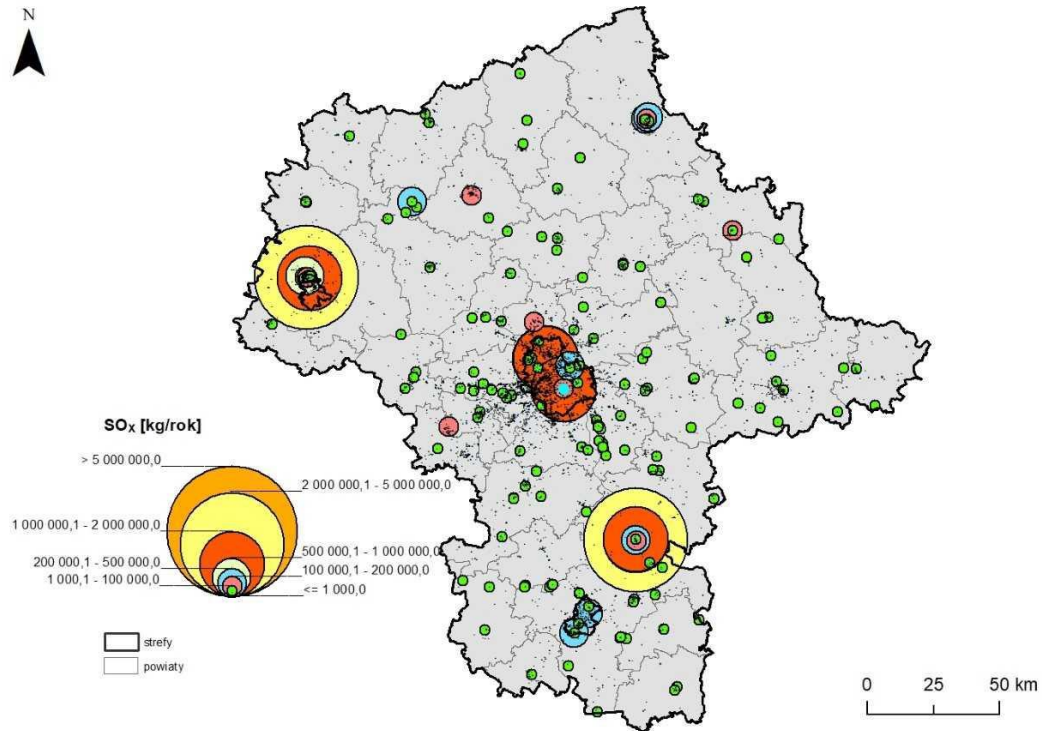 N
SOx [kg/rok]
> 5 000 000,0
2 000 000,1 - 5 000 000,0
1 000 000,1 - 2 000 000,0
500 000,1 - 1 000 000,0
200 000,1 - 500 000,0
100 000,1 - 200 000,0
1 000,1 - 100 000,0
<= 1 000,0
strefy
powiaty
0 25 50 km